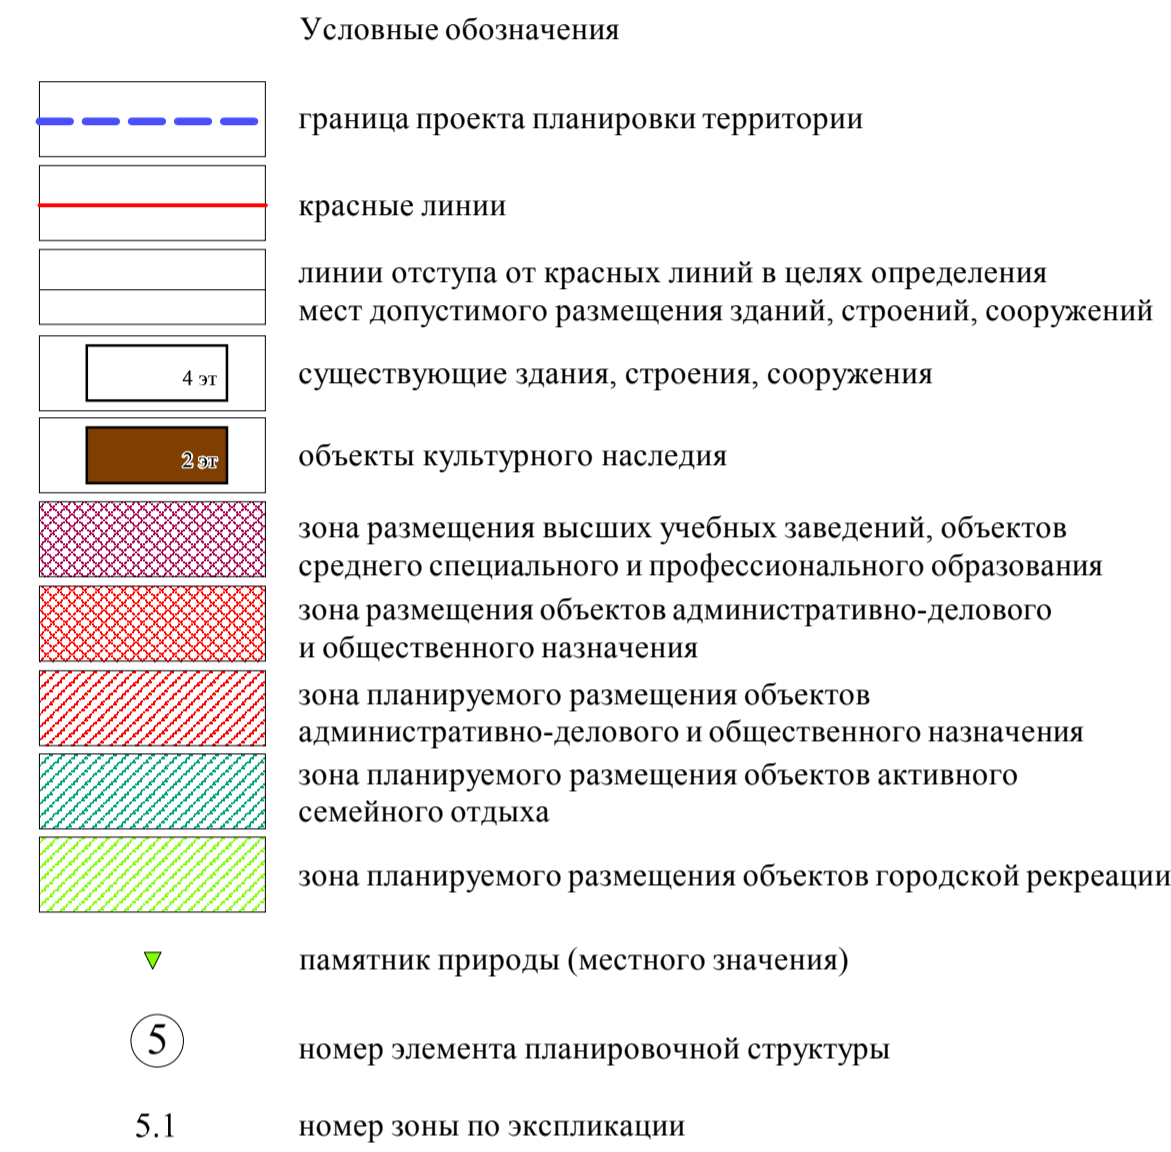 Условные обозначения
граница проекта планировки территории
красные линии
линии отступа от красных линий в целях определения
мест допустимого размещения зданий, строений, сооружений
4 эт
существующие здания, строения, сооружения
2 эт
объекты культурного наследия
зона размещения высших учебных заведений, объектов
среднего специального и профессионального образования
зона размещения объектов административно-делового
и общественного назначения
зона планируемого размещения объектов
административно-делового и общественного назначения
зона планируемого размещения объектов активного
семейного отдыха
зона планируемого размещения объектов городской рекреации
памятник природы (местного значения)
5
номер элемента планировочной структуры
5.1
номер зоны по экспликации